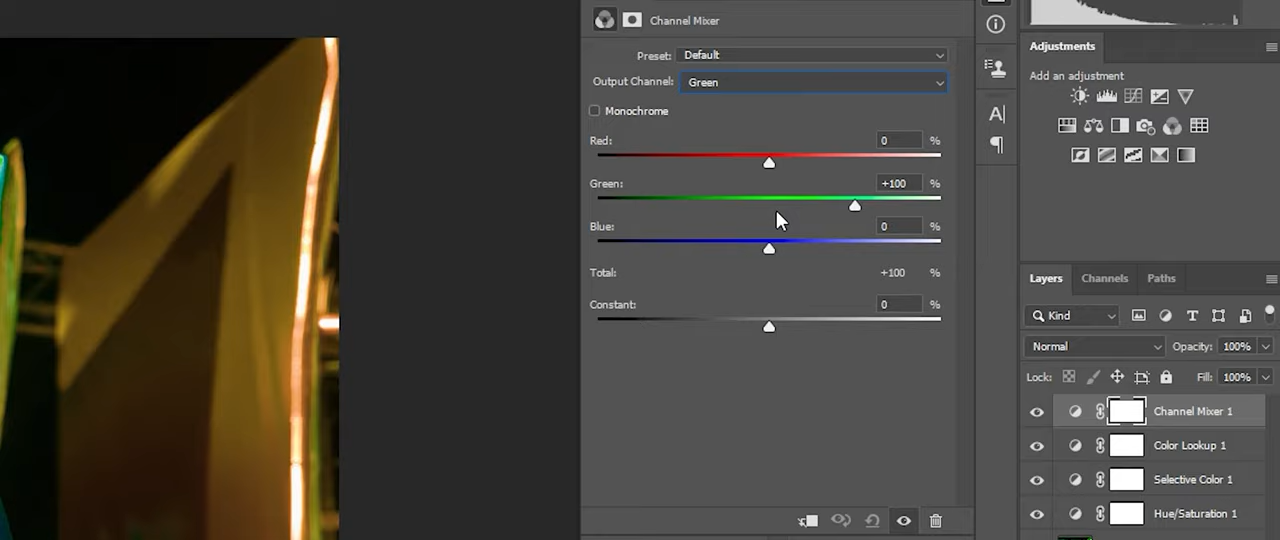 Channel Mixer
Preset: Default
Output Channel: Green
Monochrome
Red: 0 %
Green: +100 %
Blue: 0 %
Total: +100 %
Constant: 0 %
Adjustments
Add an adjustment
Layers Channels Paths
Kind
Normal Opacity: 100%
Lock: Fill: 100%
Channel Mixer 1
Color Lookup 1
Selective Color 1
Hue/Saturation 1